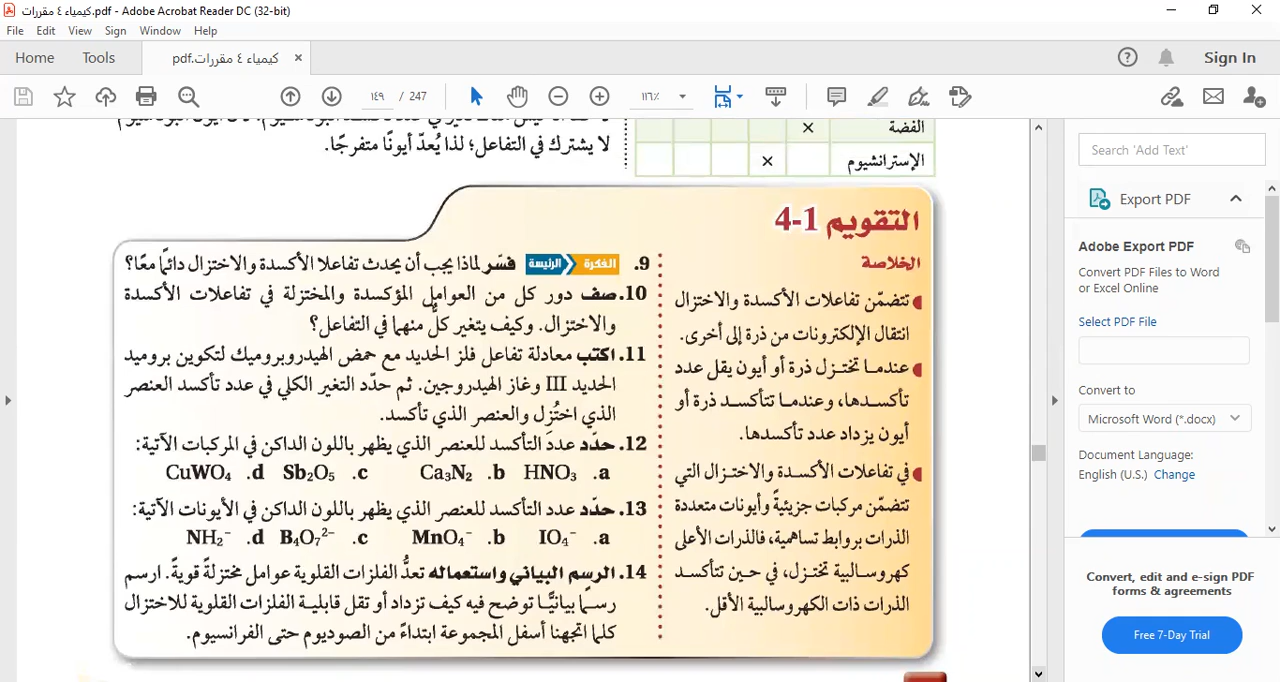 كيمياء ٤ مقررات.pdf - Adobe Acrobat Reader DC (32-bit)
File Edit View Sign Window Help
Home Tools كيمياء ٤ مقررات.pdf × Sign In
١٤٩ / 247 ١١٦٪
الفضة ×
الإسترانشيوم ×
لا يشترك في التفاعل؛ لذا يُعدّ أيونًا متفرجًا.
التقويم 1-4
الخلاصة
تتضمّن تفاعلات الأكسدة والاختزال
انتقال الإلكترونات من ذرة إلى أخرى.
عندما تختزل ذرة أو أيون يقل عدد
تأكسدها، وعندما تتأكسد ذرة أو
أيون يزداد عدد تأكسدها.
في تفاعلات الأكسدة والاختزال التي
تتضمّن مركبات جزيئيةً وأيونات متعددة
الذرات بروابط تساهمية، فالذرات الأعلى
كهروسالبية تختزل، في حين تتأكسد
الذرات ذات الكهروسالبية الأقل.
9. الفكرة الرئيسة فسّر لماذا يجب أن يحدث تفاعلا الأكسدة والاختزال دائمًا معًا؟
10. صف دور كل من العوامل المؤكسدة والمختزلة في تفاعلات الأكسدة
والاختزال. وكيف يتغير كلٌّ منهما في التفاعل؟
11. اكتب معادلة تفاعل فلز الحديد مع حمض الهيدروبروميك لتكوين بروميد
الحديد III وغاز الهيدروجين. ثم حدّد التغير الكلي في عدد تأكسد العنصر
الذي اختُزل والعنصر الذي تأكسد.
12. حدّد عددَ التأكسد للعنصر الذي يظهر باللون الداكن في المركبات الآتية:
a. HNO₃ b. Ca₃N₂ c. Sb₂O₅ d. CuWO₄
13. حدّد عدد التأكسد للعنصر الذي يظهر باللون الداكن في الأيونات الآتية:
a. IO₄⁻ b. MnO₄⁻ c. B₄O₇²⁻ d. NH₂⁻
14. الرسم البياني واستعماله تعدُّ الفلزات القلوية عوامل مختزلةً قويةً. ارسم
رسمًا بيانيًّا توضح فيه كيف تزداد أو تقل قابلية الفلزات القلوية للاختزال
كلما اتجهنا أسفل المجموعة ابتداءً من الصوديوم حتى الفرانسيوم.
Search 'Add Text'
Export PDF
Adobe Export PDF
Convert PDF Files to Word
or Excel Online
Select PDF File
Convert to
Microsoft Word (*.docx)
Document Language:
English (U.S.) Change
Convert, edit and e-sign PDF
forms & agreements
Free 7-Day Trial